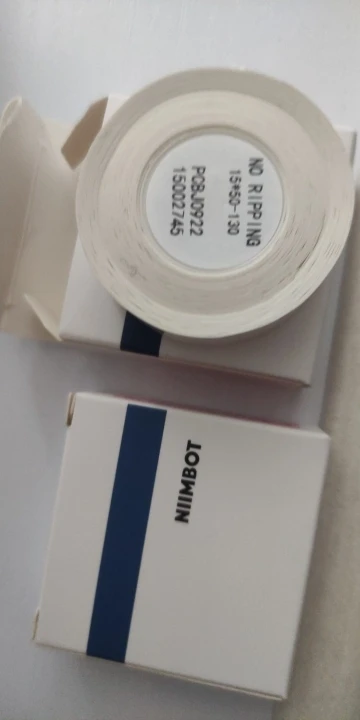 NO RIPPING
15*50-130
PCBJ0922
15002745
NIIMBOT